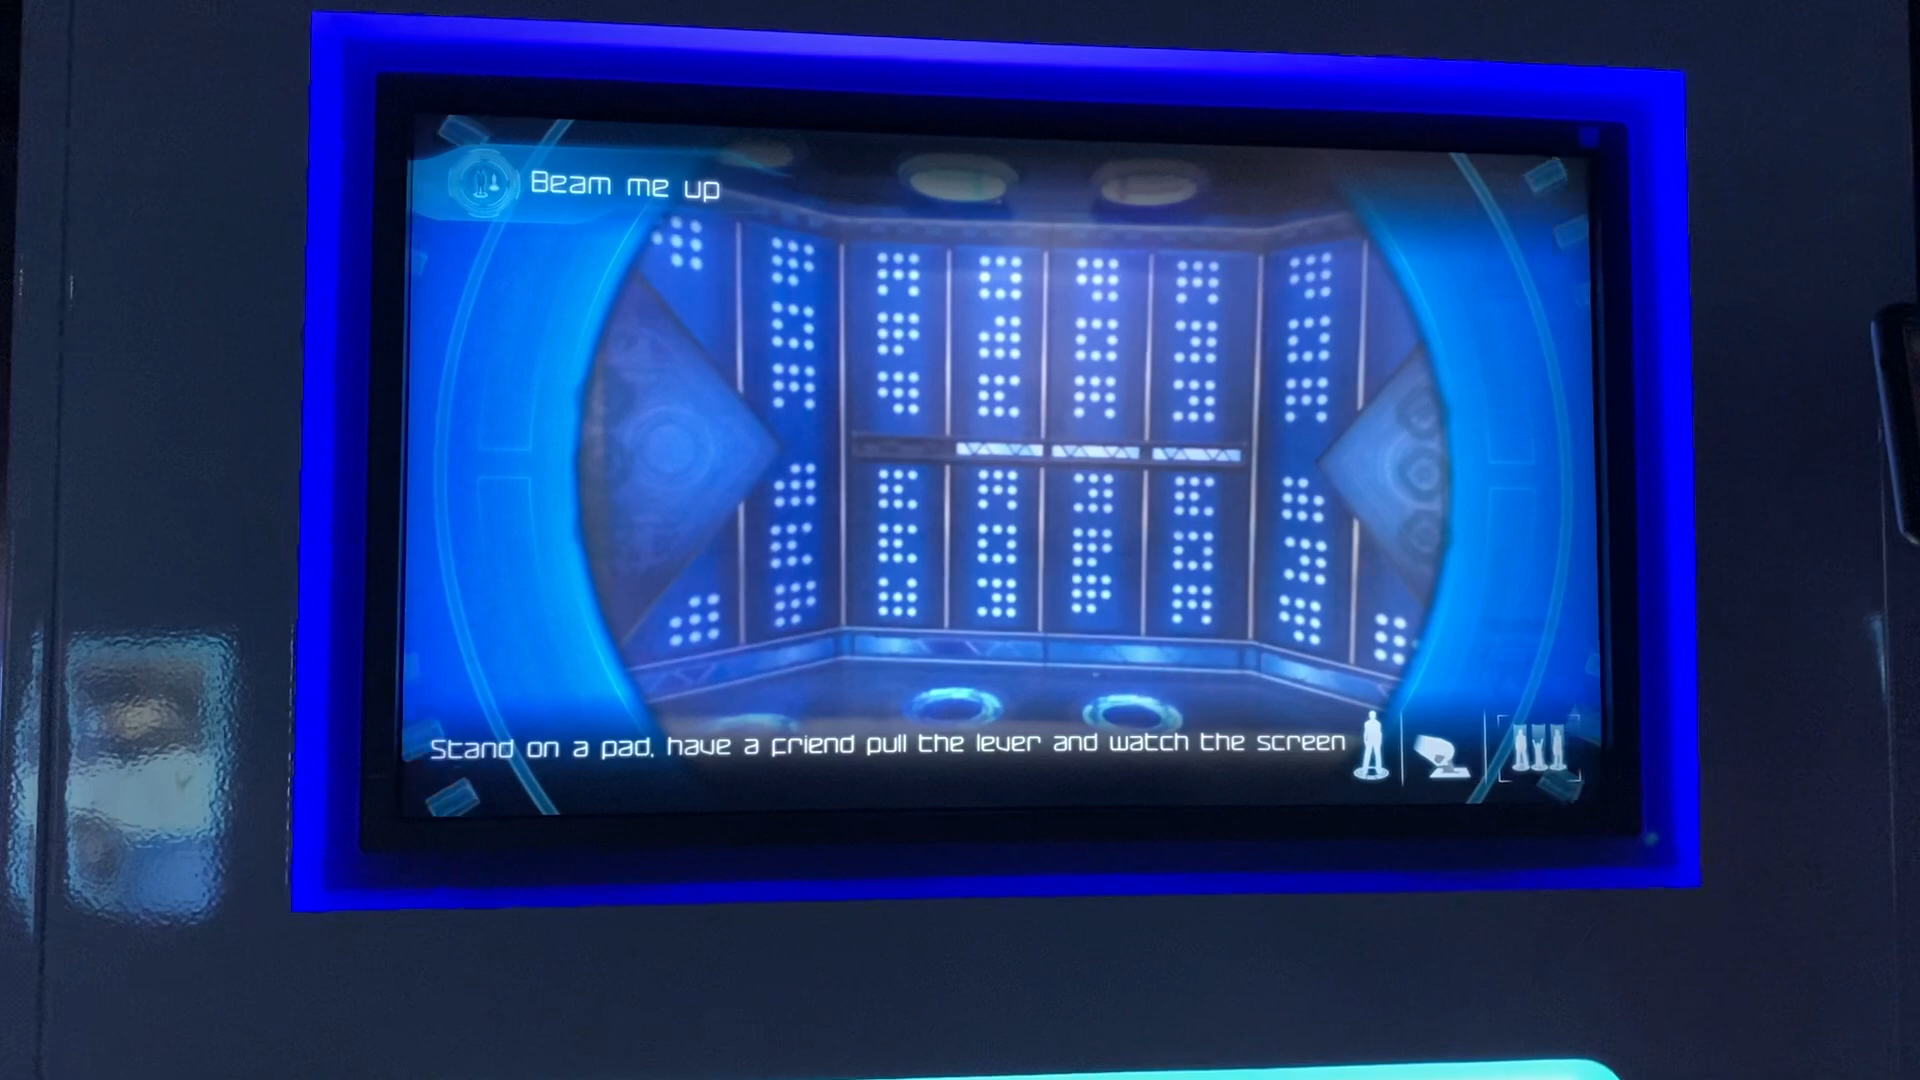 Beam me up
Stand on a pad, have a friend pull the lever and watch the screen